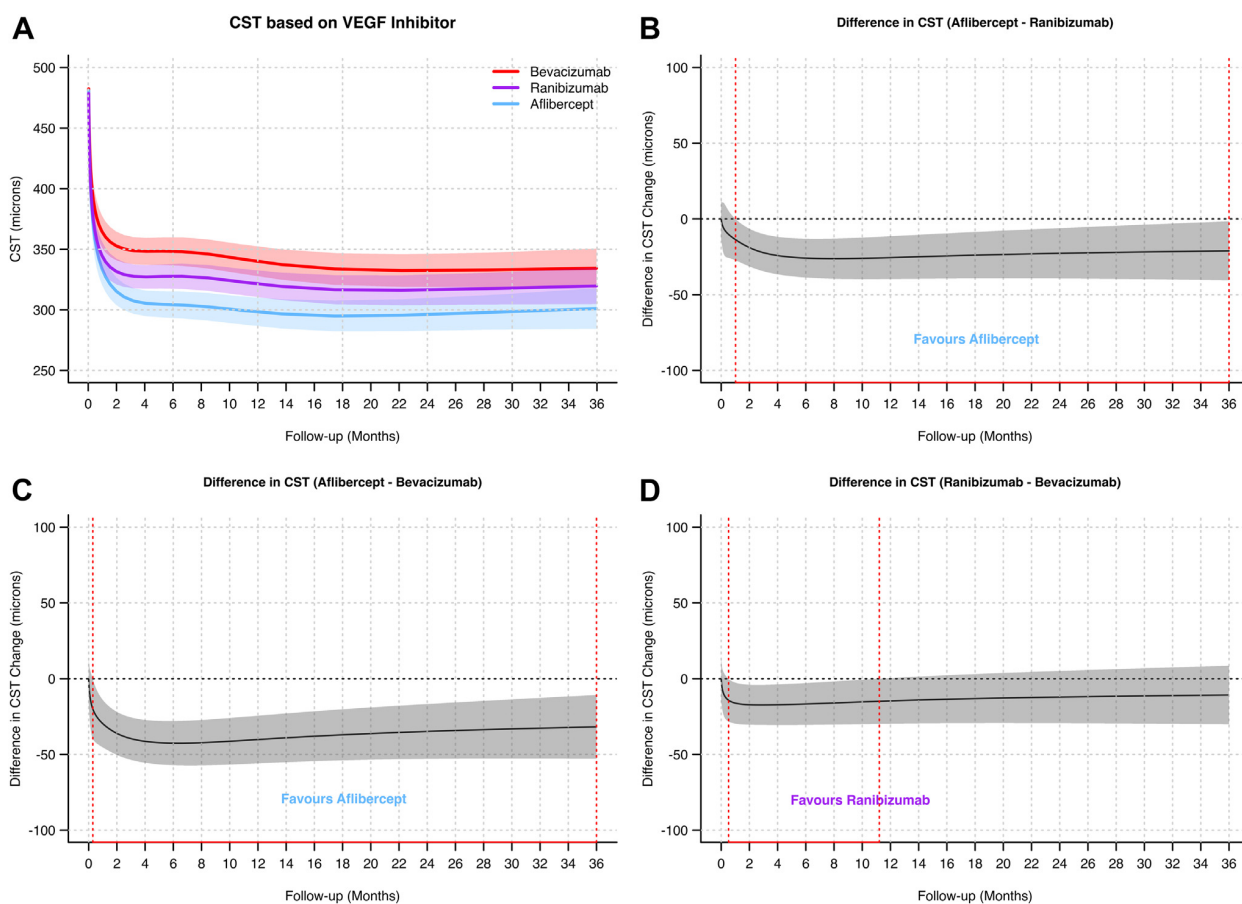 A
CST based on VEGF Inhibitor
500
450
400
350
300
250
CST (microns)
Bevacizumab
Ranibizumab
Aflibercept
0 2 4 6 8 10 12 14 16 18 20 22 24 26 28 30 32 34 36
Follow-up (Months)
B
Difference in CST (Aflibercept - Ranibizumab)
100
50
0
-50
-100
Difference in CST Change (microns)
Favours Aflibercept
0 2 4 6 8 10 12 14 16 18 20 22 24 26 28 30 32 34 36
Follow-up (Months)
C
Difference in CST (Aflibercept - Bevacizumab)
100
50
0
-50
-100
Difference in CST Change (microns)
Favours Aflibercept
0 2 4 6 8 10 12 14 16 18 20 22 24 26 28 30 32 34 36
Follow-up (Months)
D
Difference in CST (Ranibizumab - Bevacizumab)
100
50
0
-50
-100
Difference in CST Change (microns)
Favours Ranibizumab
0 2 4 6 8 10 12 14 16 18 20 22 24 26 28 30 32 34 36
Follow-up (Months)